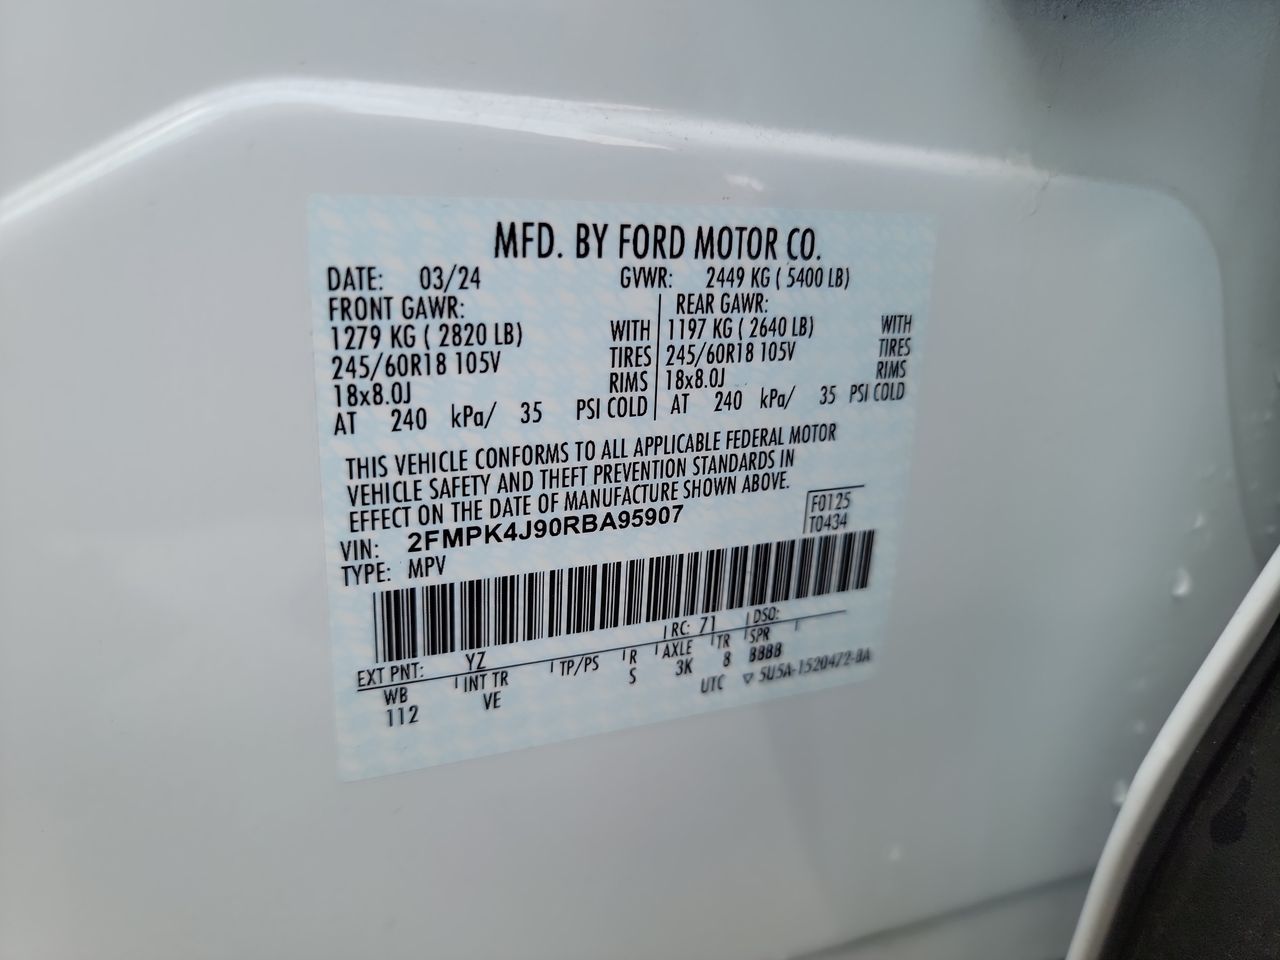 MFD. BY FORD MOTOR CO.
DATE: 03/24 GVWR: 2449 KG ( 5400 LB)
FRONT GAWR: REAR GAWR:
1279 KG ( 2820 LB) WITH 1197 KG ( 2640 LB) WITH
245/60R18 105V TIRES 245/60R18 105V TIRES
18x8.0J RIMS 18x8.0J RIMS
AT 240 kPa/ 35 PSI COLD AT 240 kPa/ 35 PSI COLD
THIS VEHICLE CONFORMS TO ALL APPLICABLE FEDERAL MOTOR
VEHICLE SAFETY AND THEFT PREVENTION STANDARDS IN
EFFECT ON THE DATE OF MANUFACTURE SHOWN ABOVE.
VIN: 2FMPK4J90RBA95907 F0125
TYPE: MPV T0434
EXT PNT: YZ RC: 71 DSO:
WB INT TR TP/PS R AXLE TR SPR
112 VE S 3K 8 BBBB
UTC ▽ 5U5A-1520472-BA